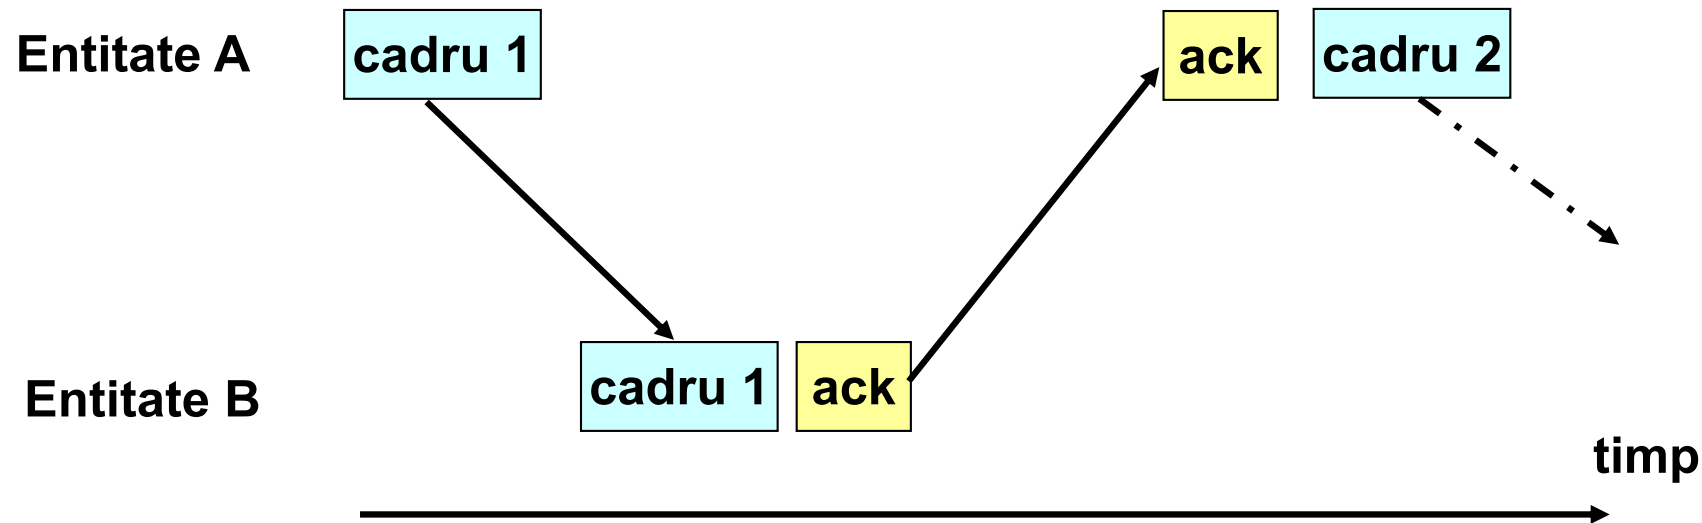 Entitate A
cadru 1
ack
cadru 2
Entitate B
cadru 1
ack
timp